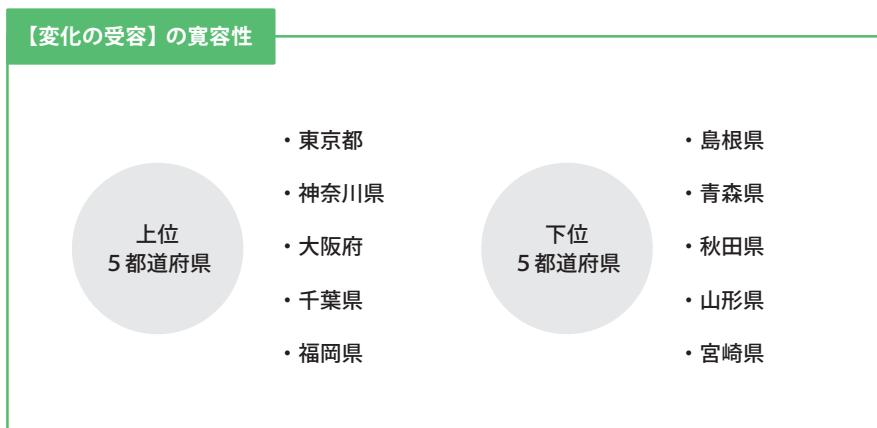 【変化の受容】の寛容性
上位
5都道府県
・東京都
・神奈川県
・大阪府
・千葉県
・福岡県
下位
5都道府県
・島根県
・青森県
・秋田県
・山形県
・宮崎県